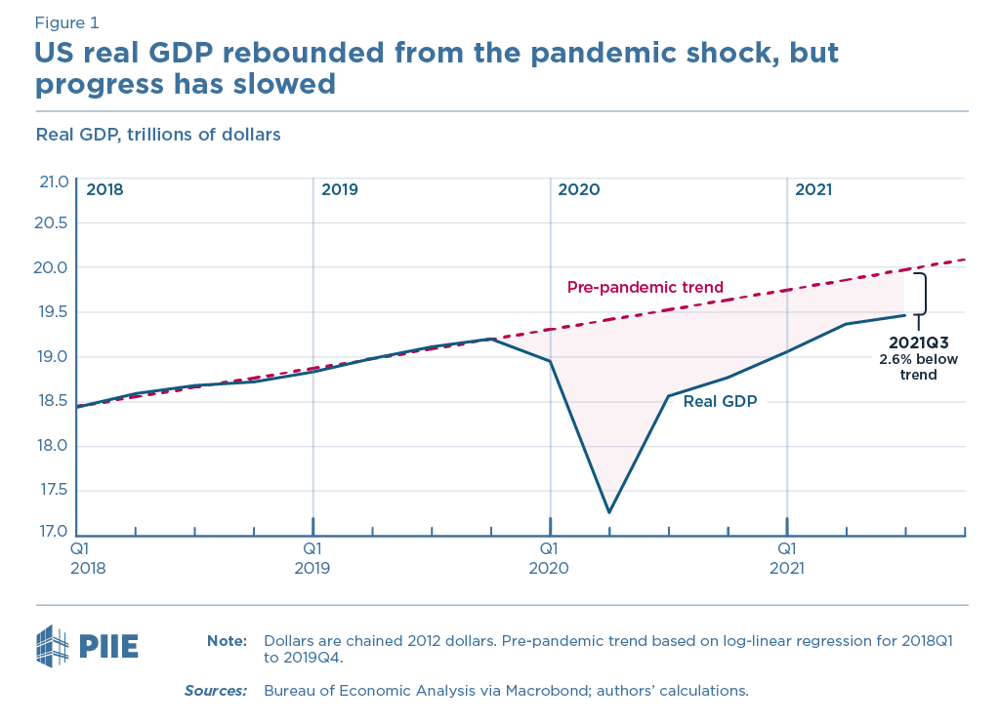 Figure 1
US real GDP rebounded from the pandemic shock, but
progress has slowed
Real GDP, trillions of dollars
21.0
2018
2019
2020
2021
20.5
20.0
Pre-pandemic trend
19.5
2021Q3
19.0
2.6% below
trend
18.5
Real GDP
18.0
17.5
17.0
Q1
2018
Q1
2019
Q1
2020
Q1
2021
PIIE
Note: Dollars are chained 2012 dollars. Pre-pandemic trend based on log-linear regression for 2018Q1
to 2019Q4.
Sources: Bureau of Economic Analysis via Macrobond; authors’ calculations.